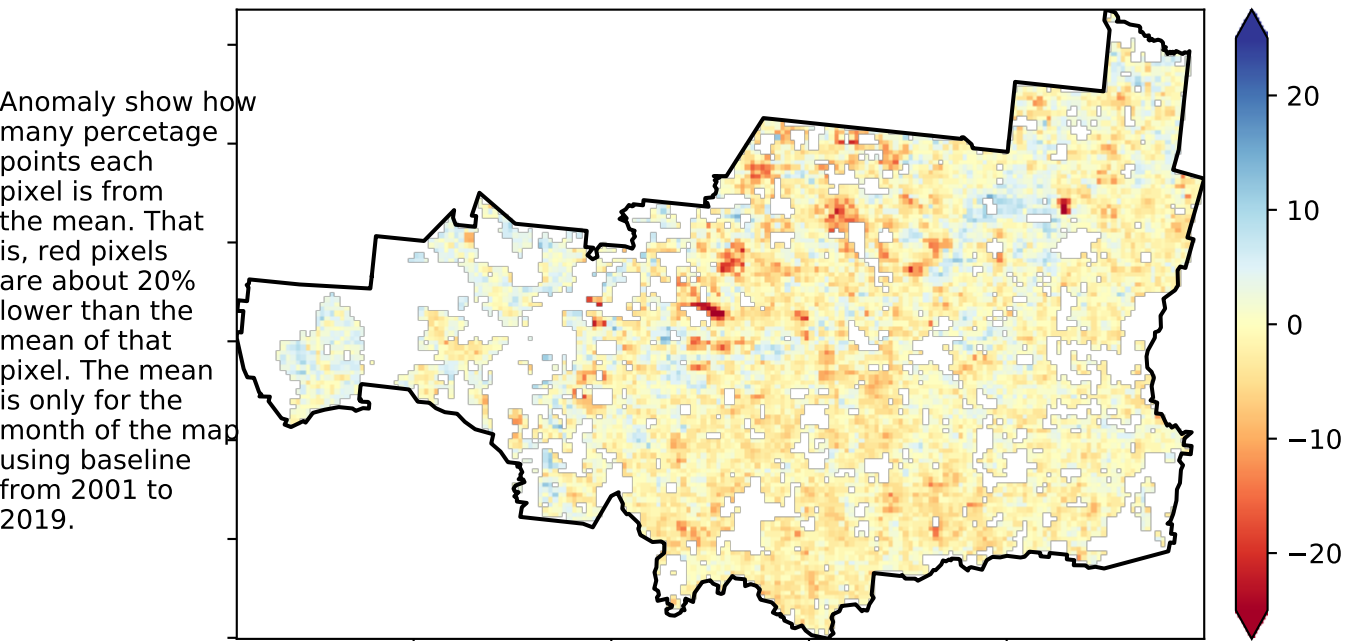 Anomaly show how
many percetage
points each
pixel is from
the mean. That
is, red pixels
are about 20%
lower than the
mean of that
pixel. The mean
is only for the
month of the map
using baseline
from 2001 to
2019.
20
10
0
−10
−20